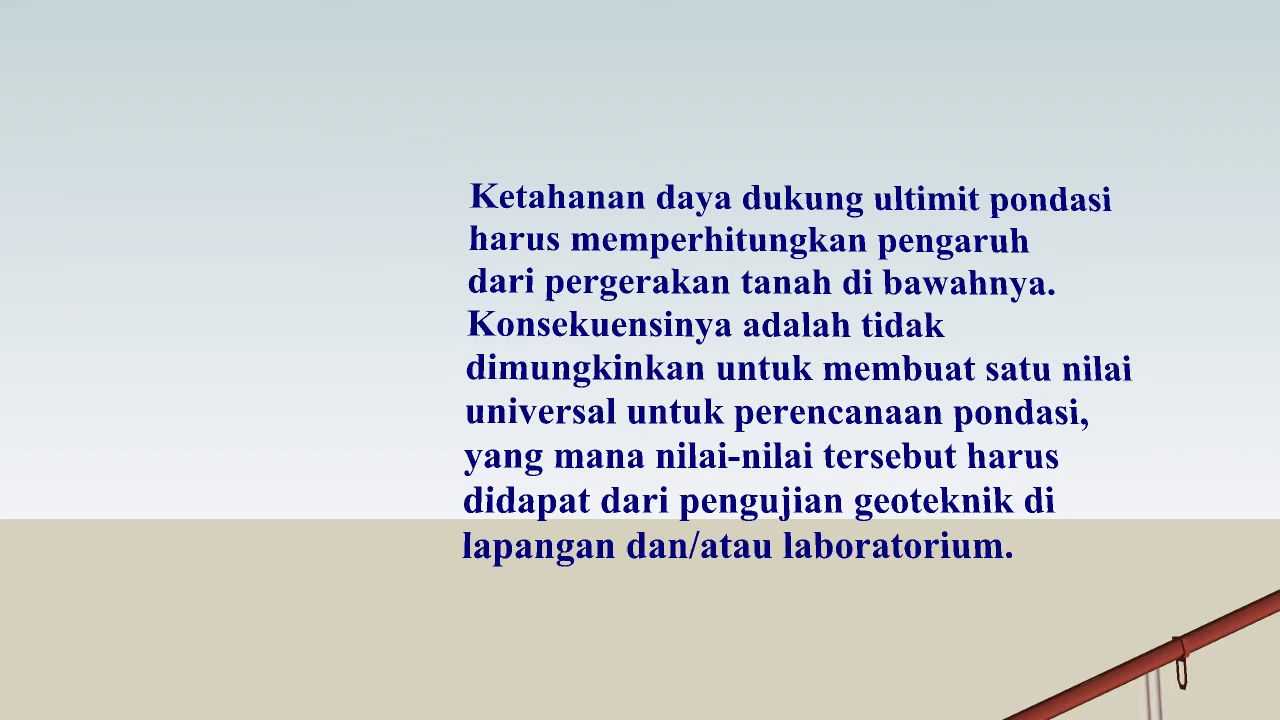 Ketahanan daya dukung ultimit pondasi
harus memperhitungkan pengaruh
dari pergerakan tanah di bawahnya.
Konsekuensinya adalah tidak
dimungkinkan untuk membuat satu nilai
universal untuk perencanaan pondasi,
yang mana nilai-nilai tersebut harus
didapat dari pengujian geoteknik di
lapangan dan/atau laboratorium.